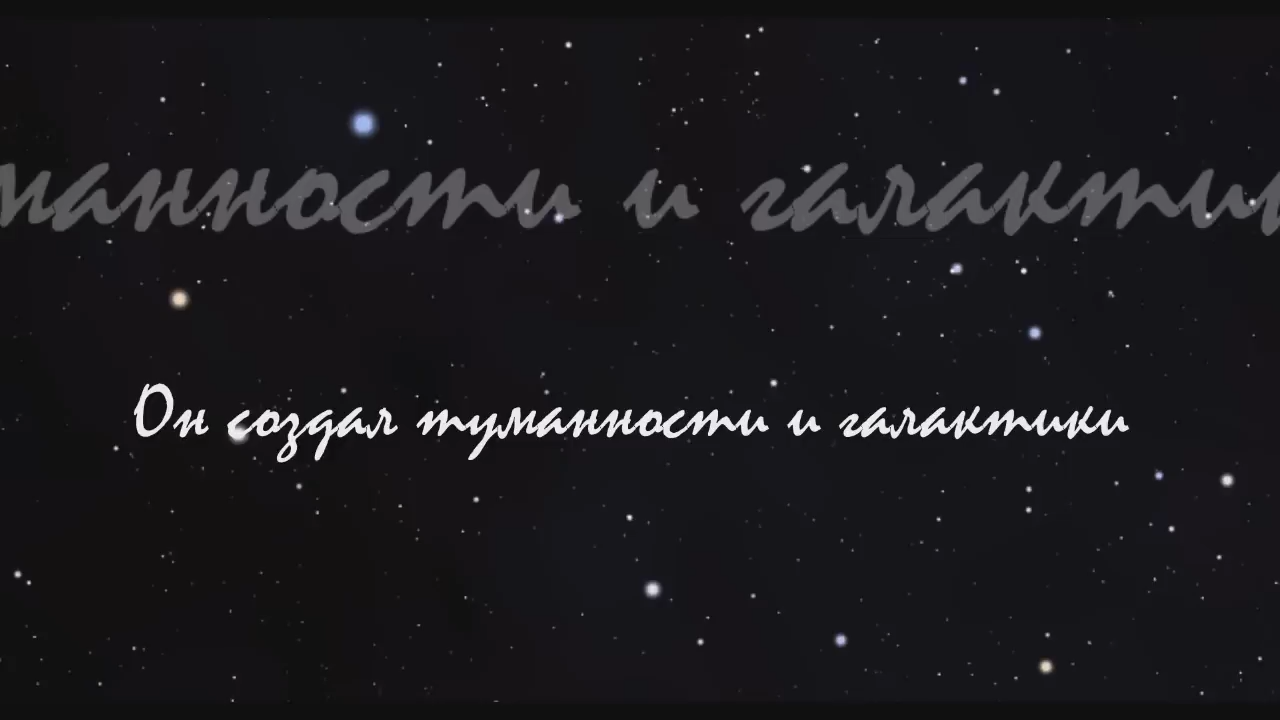 манности и галакти
Он создал туманности и галактики